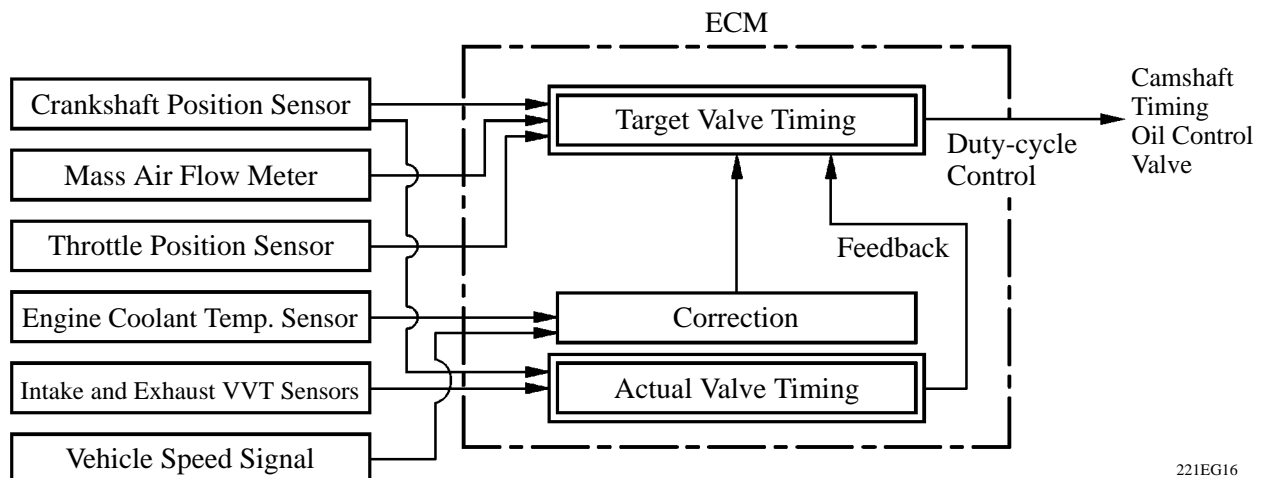 ECM
Crankshaft Position Sensor
Mass Air Flow Meter
Throttle Position Sensor
Engine Coolant Temp. Sensor
Intake and Exhaust VVT Sensors
Vehicle Speed Signal
Target Valve Timing
Feedback
Correction
Actual Valve Timing
Duty-cycle
Control
Camshaft
Timing
Oil Control
Valve
221EG16